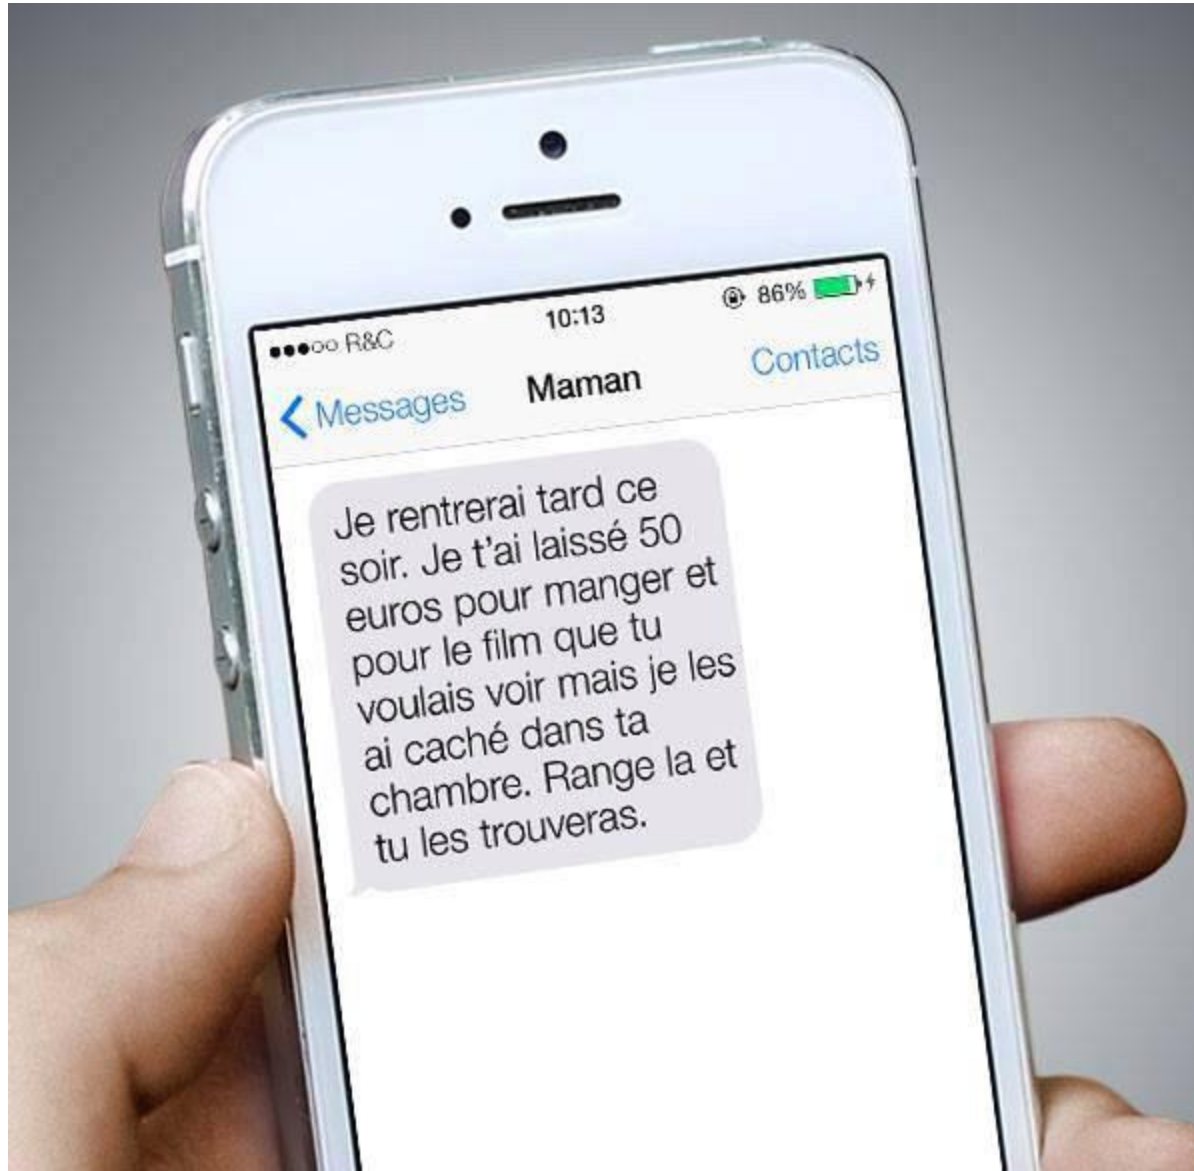 ●●●○○ R&C 10:13 86%
Messages Maman Contacts
Je rentrerai tard ce
soir. Je t'ai laissé 50
euros pour manger et
pour le film que tu
voulais voir mais je les
ai caché dans ta
chambre. Range la et
tu les trouveras.